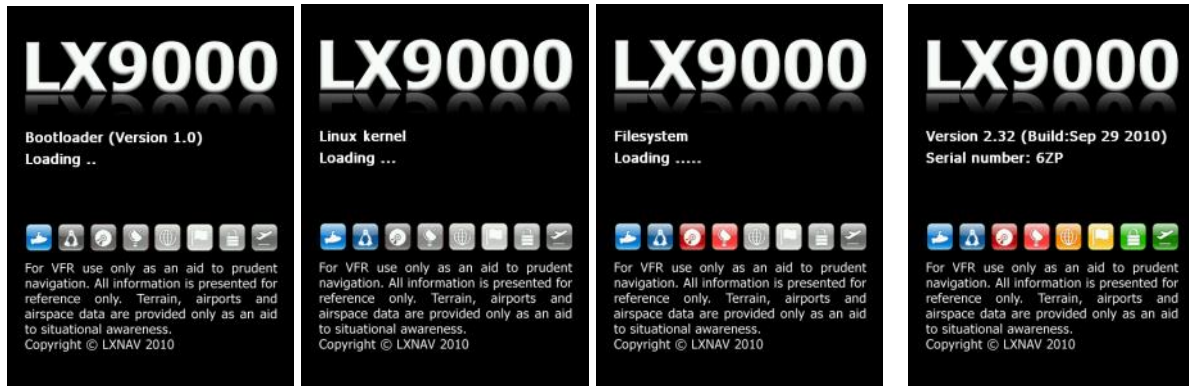 LX9000
Bootloader (Version 1.0)
Loading ..
For VFR use only as an aid to prudent
navigation. All information is presented for
reference only. Terrain, airports and
airspace data are provided only as an aid
to situational awareness.
Copyright © LXNAV 2010
LX9000
Linux kernel
Loading ...
For VFR use only as an aid to prudent
navigation. All information is presented for
reference only. Terrain, airports and
airspace data are provided only as an aid
to situational awareness.
Copyright © LXNAV 2010
LX9000
Filesystem
Loading .....
For VFR use only as an aid to prudent
navigation. All information is presented for
reference only. Terrain, airports and
airspace data are provided only as an aid
to situational awareness.
Copyright © LXNAV 2010
LX9000
Version 2.32 (Build:Sep 29 2010)
Serial number: 6ZP
For VFR use only as an aid to prudent
navigation. All information is presented for
reference only. Terrain, airports and
airspace data are provided only as an aid
to situational awareness.
Copyright © LXNAV 2010